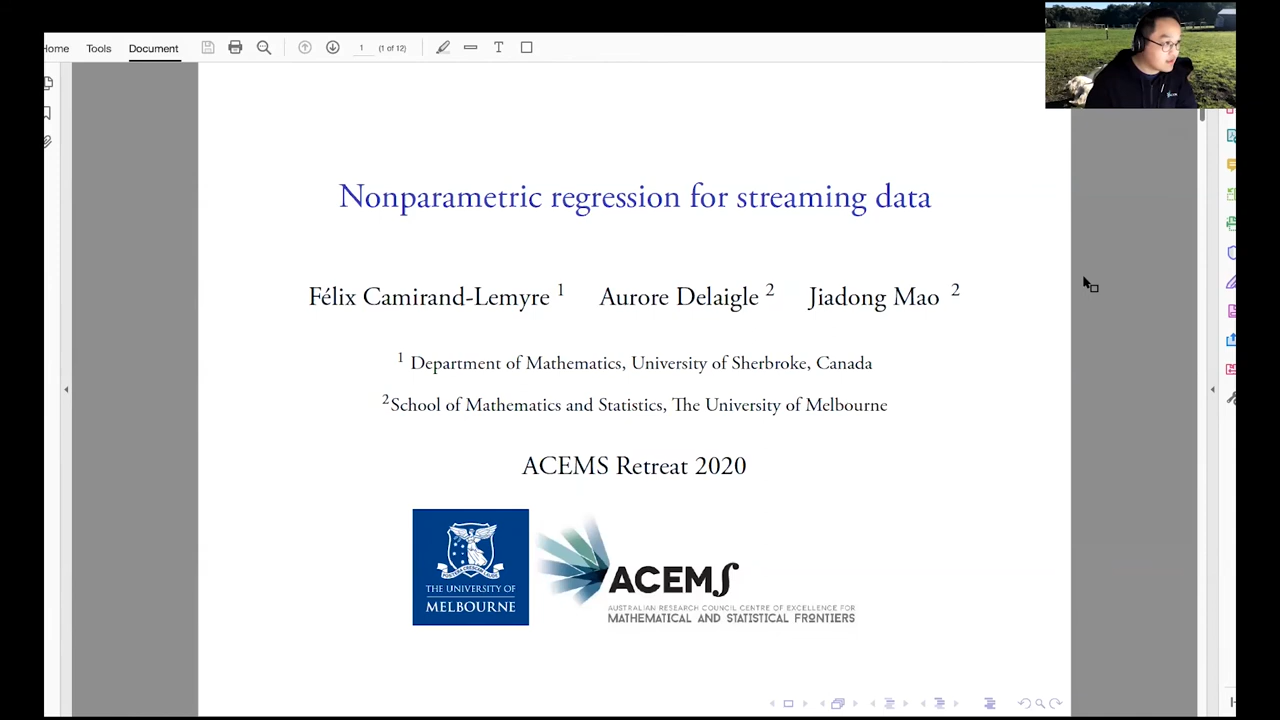 Home Tools Document 1 (1 of 12)
Nonparametric regression for streaming data
Félix Camirand-Lemyre 1 Aurore Delaigle 2 Jiadong Mao 2
1 Department of Mathematics, University of Sherbroke, Canada
2 School of Mathematics and Statistics, The University of Melbourne
ACEMS Retreat 2020
THE UNIVERSITY OF
MELBOURNE
ACEMS
AUSTRALIAN RESEARCH COUNCIL CENTRE OF EXCELLENCE FOR
MATHEMATICAL AND STATISTICAL FRONTIERS